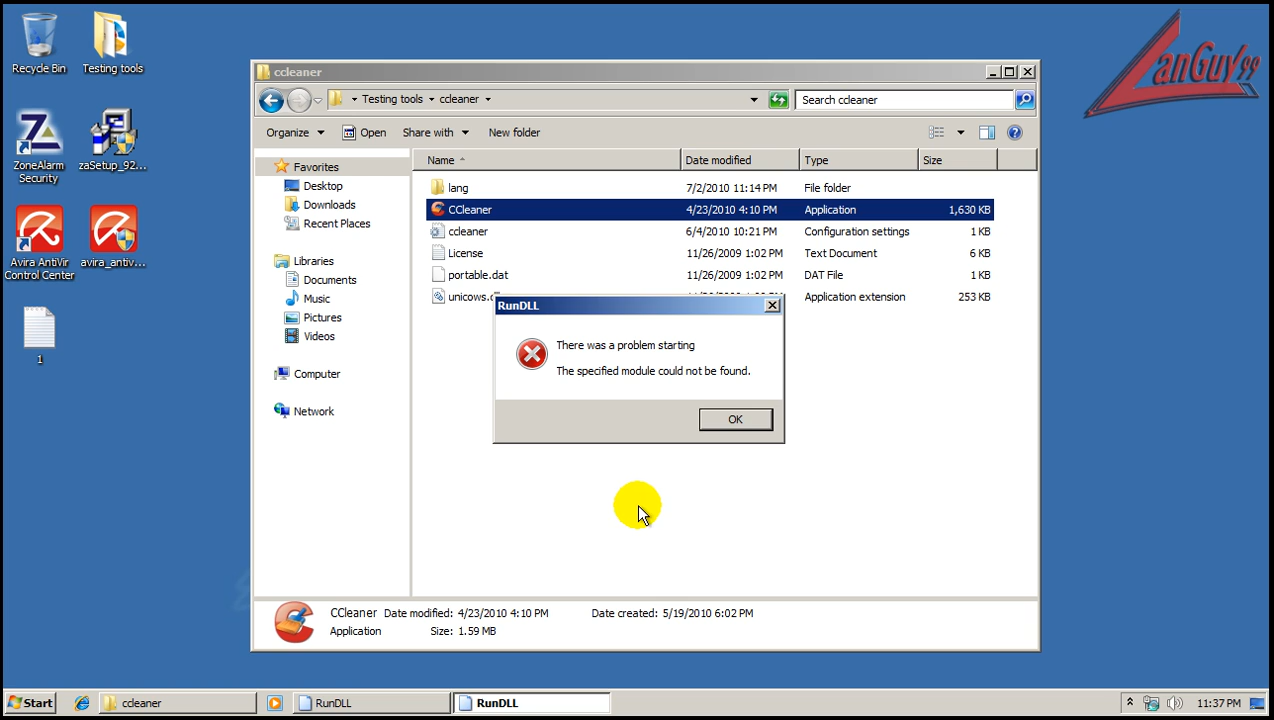 Recycle Bin
Testing tools
ZoneAlarm
Security
zaSetup_92...
Avira AntiVir
Control Center
avira_antiv...
1
LanGuy99
ccleaner
Testing tools
ccleaner
Search ccleaner
Organize
Open
Share with
New folder
Favorites
Desktop
Downloads
Recent Places
Libraries
Documents
Music
Pictures
Videos
Computer
Network
Name Date modified Type Size
lang 7/2/2010 11:14 PM File folder
CCleaner 4/23/2010 4:10 PM Application 1,630 KB
ccleaner 6/4/2010 10:21 PM Configuration settings 1 KB
License 11/26/2009 1:02 PM Text Document 6 KB
portable.dat 11/26/2009 1:02 PM DAT File 1 KB
Application extension 253 KB
RunDLL
There was a problem starting
The specified module could not be found.
OK
CCleaner Date modified: 4/23/2010 4:10 PM Date created: 5/19/2010 6:02 PM
Application Size: 1.59 MB
Start
ccleaner
RunDLL
RunDLL
11:37 PM